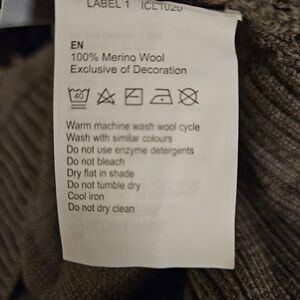 LABEL 1 ICL1020
EN
100% Merino Wool
Exclusive of Decoration
40
Warm machine wash wool cycle
Wash with similar colours
Do not use enzyme detergents
Do not bleach
Dry flat in shade
Do not tumble dry
Cool iron
Do not dry clean